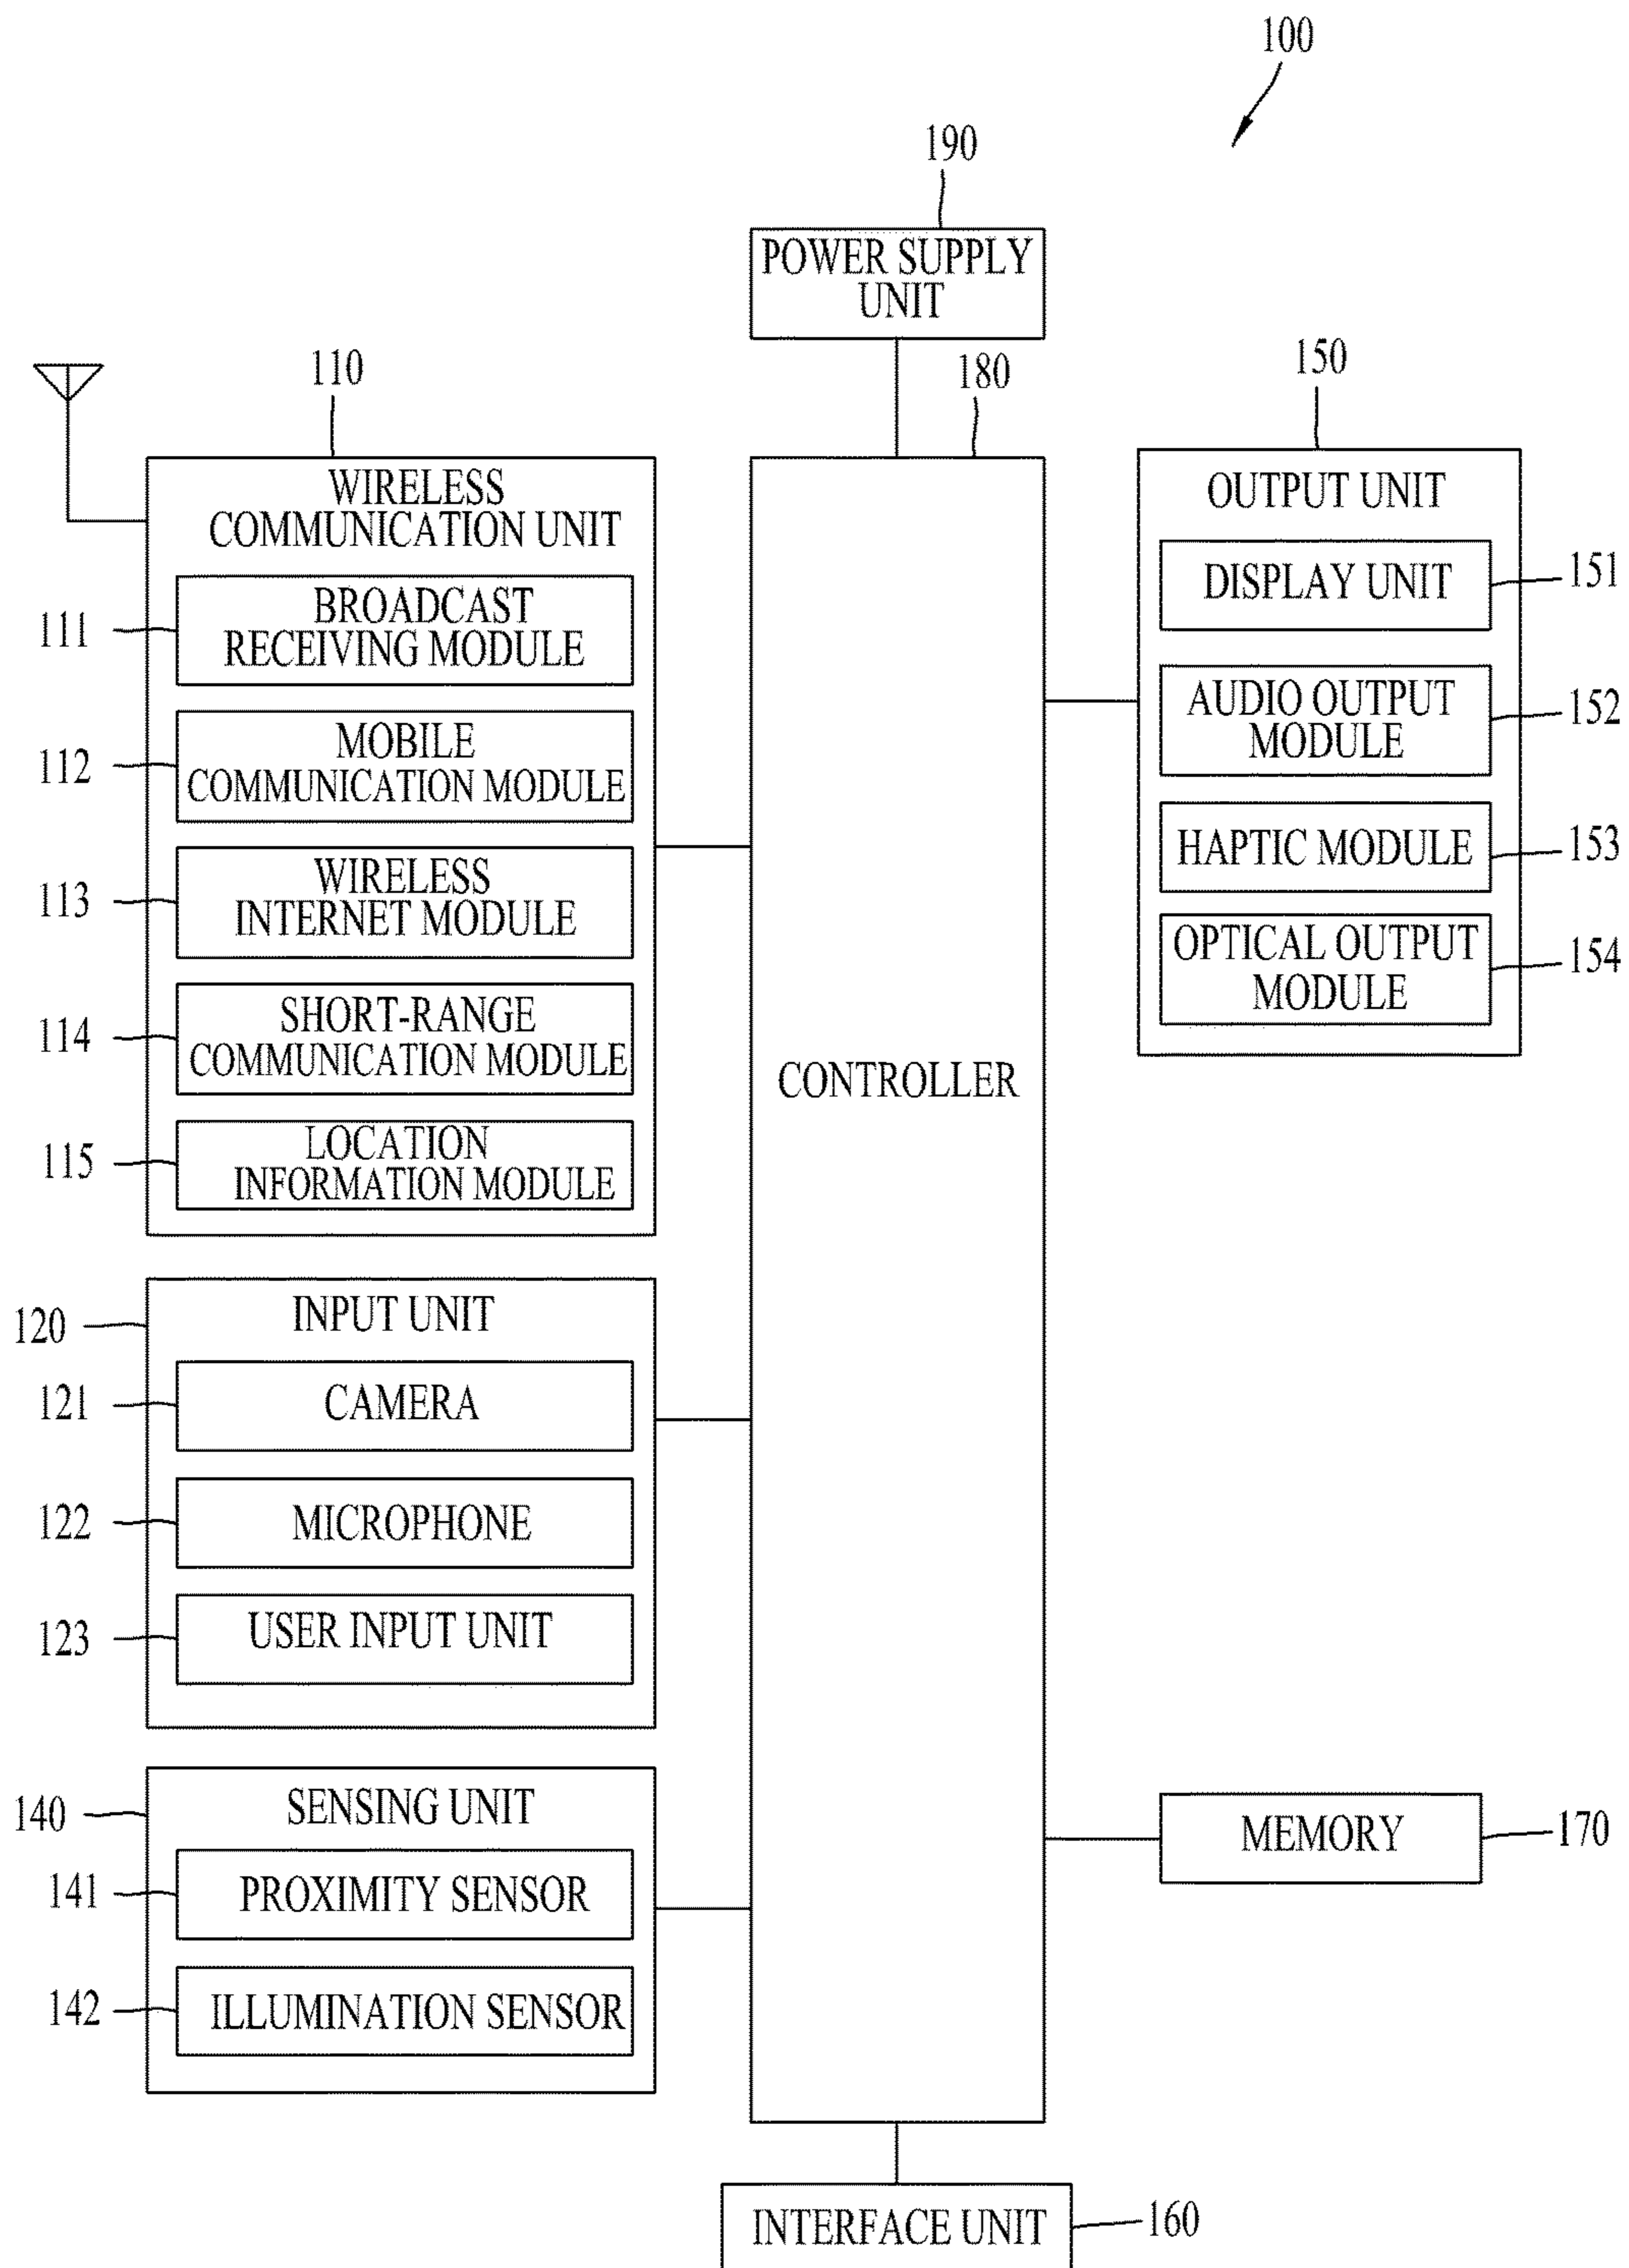 100
190
POWER SUPPLY
UNIT
110
180
150
WIRELESS
COMMUNICATION UNIT
OUTPUT UNIT
BROADCAST
RECEIVING MODULE
111
MOBILE
COMMUNICATION MODULE
112
WIRELESS
INTERNET MODULE
113
SHORT-RANGE
COMMUNICATION MODULE
114
LOCATION
INFORMATION MODULE
115
CONTROLLER
DISPLAY UNIT
151
AUDIO OUTPUT
MODULE
152
HAPTIC MODULE
153
OPTICAL OUTPUT
MODULE
154
INPUT UNIT
120
CAMERA
121
MICROPHONE
122
USER INPUT UNIT
123
SENSING UNIT
140
PROXIMITY SENSOR
141
ILLUMINATION SENSOR
142
MEMORY
170
INTERFACE UNIT
160